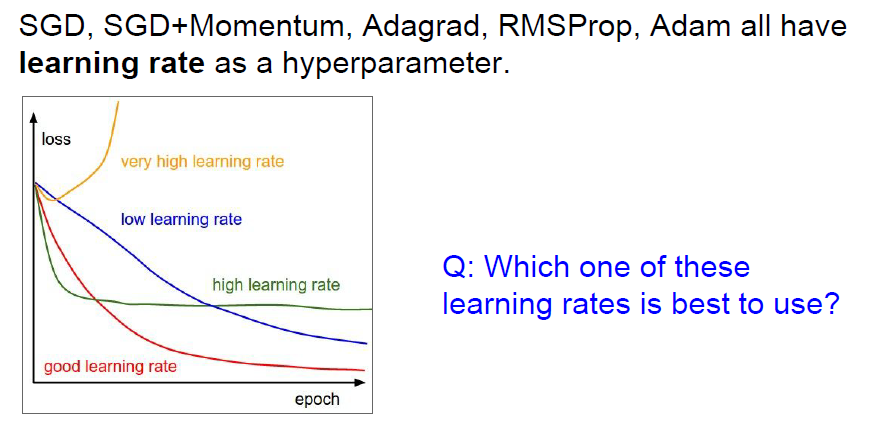 SGD, SGD+Momentum, Adagrad, RMSProp, Adam all have
learning rate as a hyperparameter.
loss
very high learning rate
low learning rate
high learning rate
good learning rate
epoch
Q: Which one of these
learning rates is best to use?